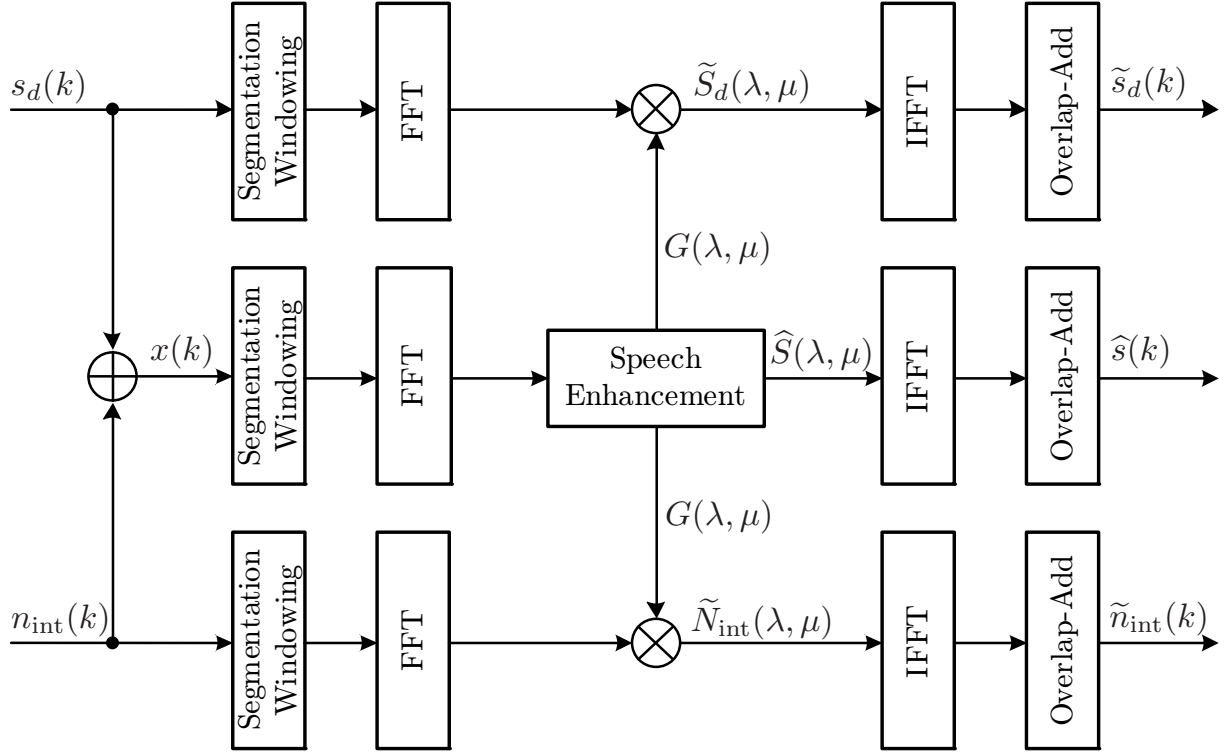 s_d(k)
Segmentation
Windowing
FFT
S̃_d(λ, μ)
IFFT
Overlap-Add
s̃_d(k)
G(λ, μ)
x(k)
Segmentation
Windowing
FFT
Speech
Enhancement
Ŝ(λ, μ)
IFFT
Overlap-Add
ŝ(k)
G(λ, μ)
n_int(k)
Segmentation
Windowing
FFT
Ñ_int(λ, μ)
IFFT
Overlap-Add
ñ_int(k)